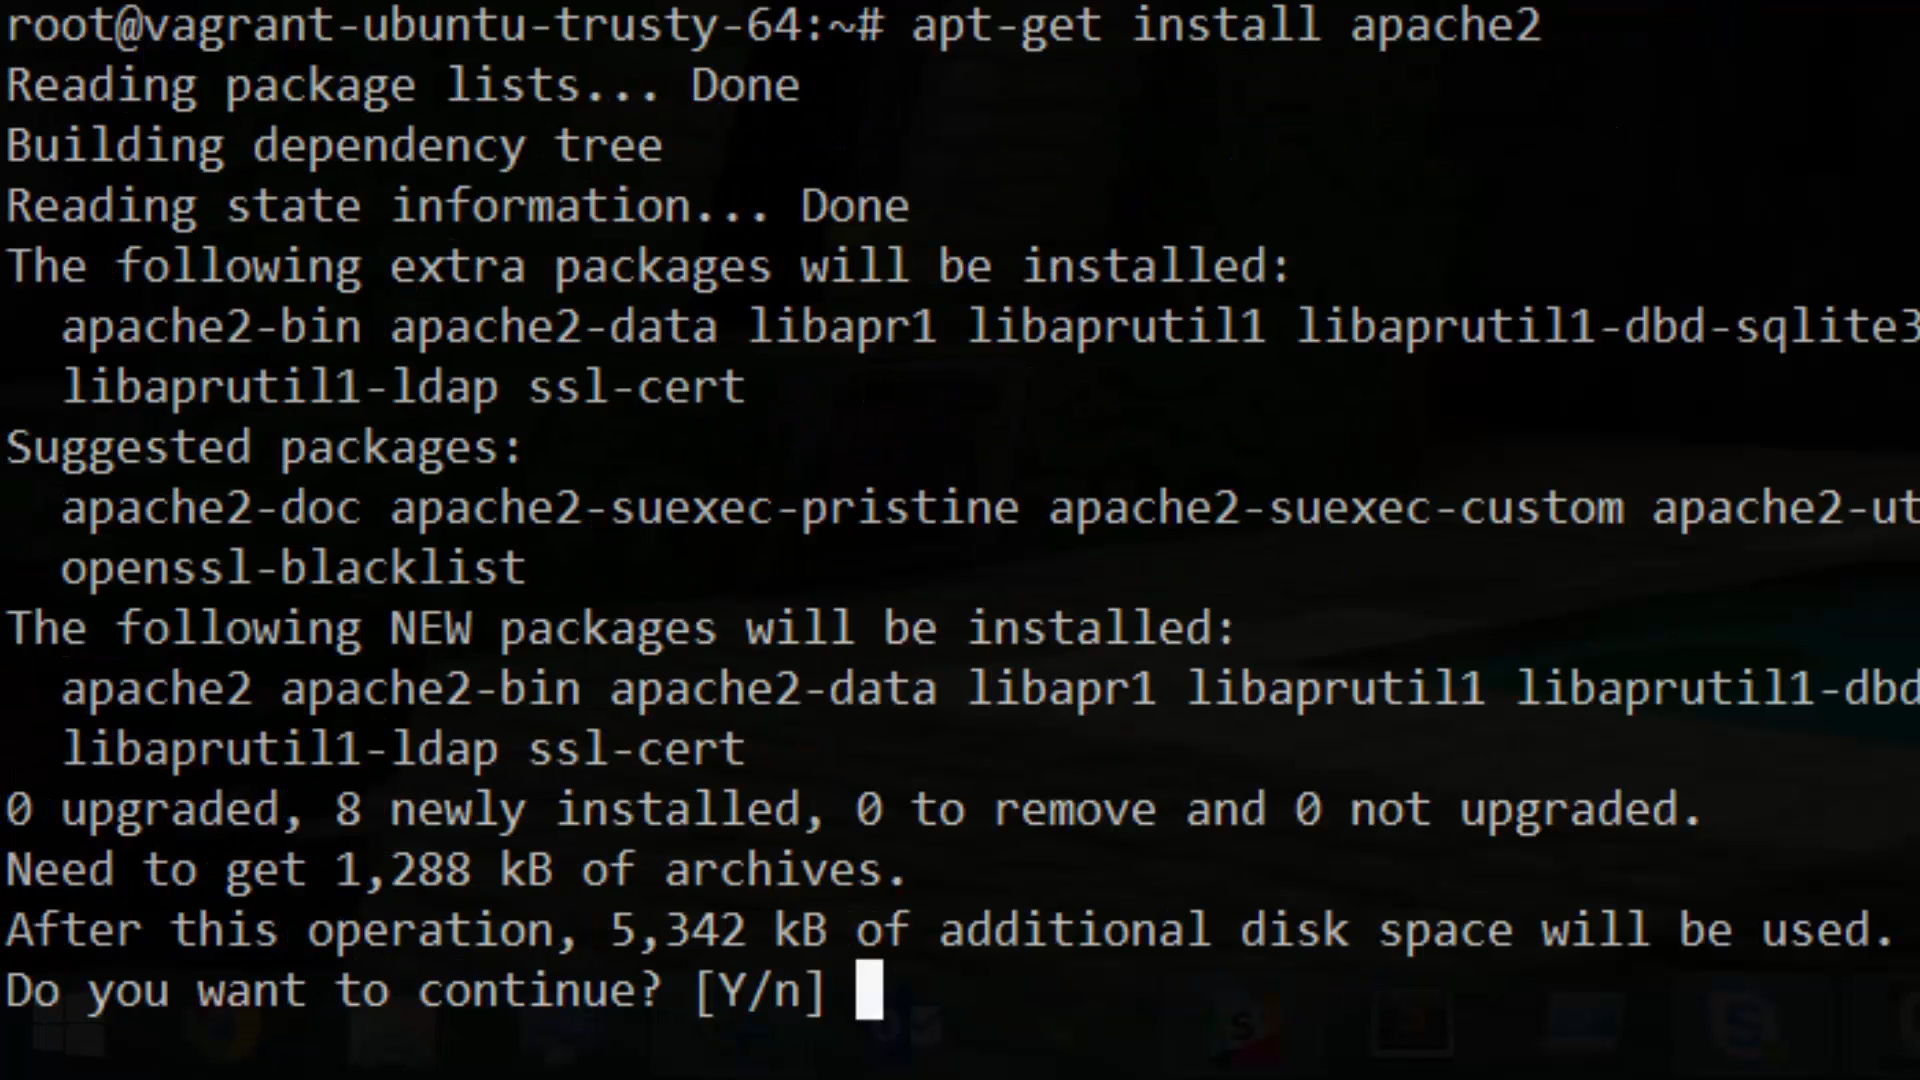 root@vagrant-ubuntu-trusty-64:~# apt-get install apache2
Reading package lists... Done
Building dependency tree
Reading state information... Done
The following extra packages will be installed:
  apache2-bin apache2-data libapr1 libaprutil1 libaprutil1-dbd-sqlite3
  libaprutil1-ldap ssl-cert
Suggested packages:
  apache2-doc apache2-suexec-pristine apache2-suexec-custom apache2-ut
  openssl-blacklist
The following NEW packages will be installed:
  apache2 apache2-bin apache2-data libapr1 libaprutil1 libaprutil1-dbd
  libaprutil1-ldap ssl-cert
0 upgraded, 8 newly installed, 0 to remove and 0 not upgraded.
Need to get 1,288 kB of archives.
After this operation, 5,342 kB of additional disk space will be used.
Do you want to continue? [Y/n]